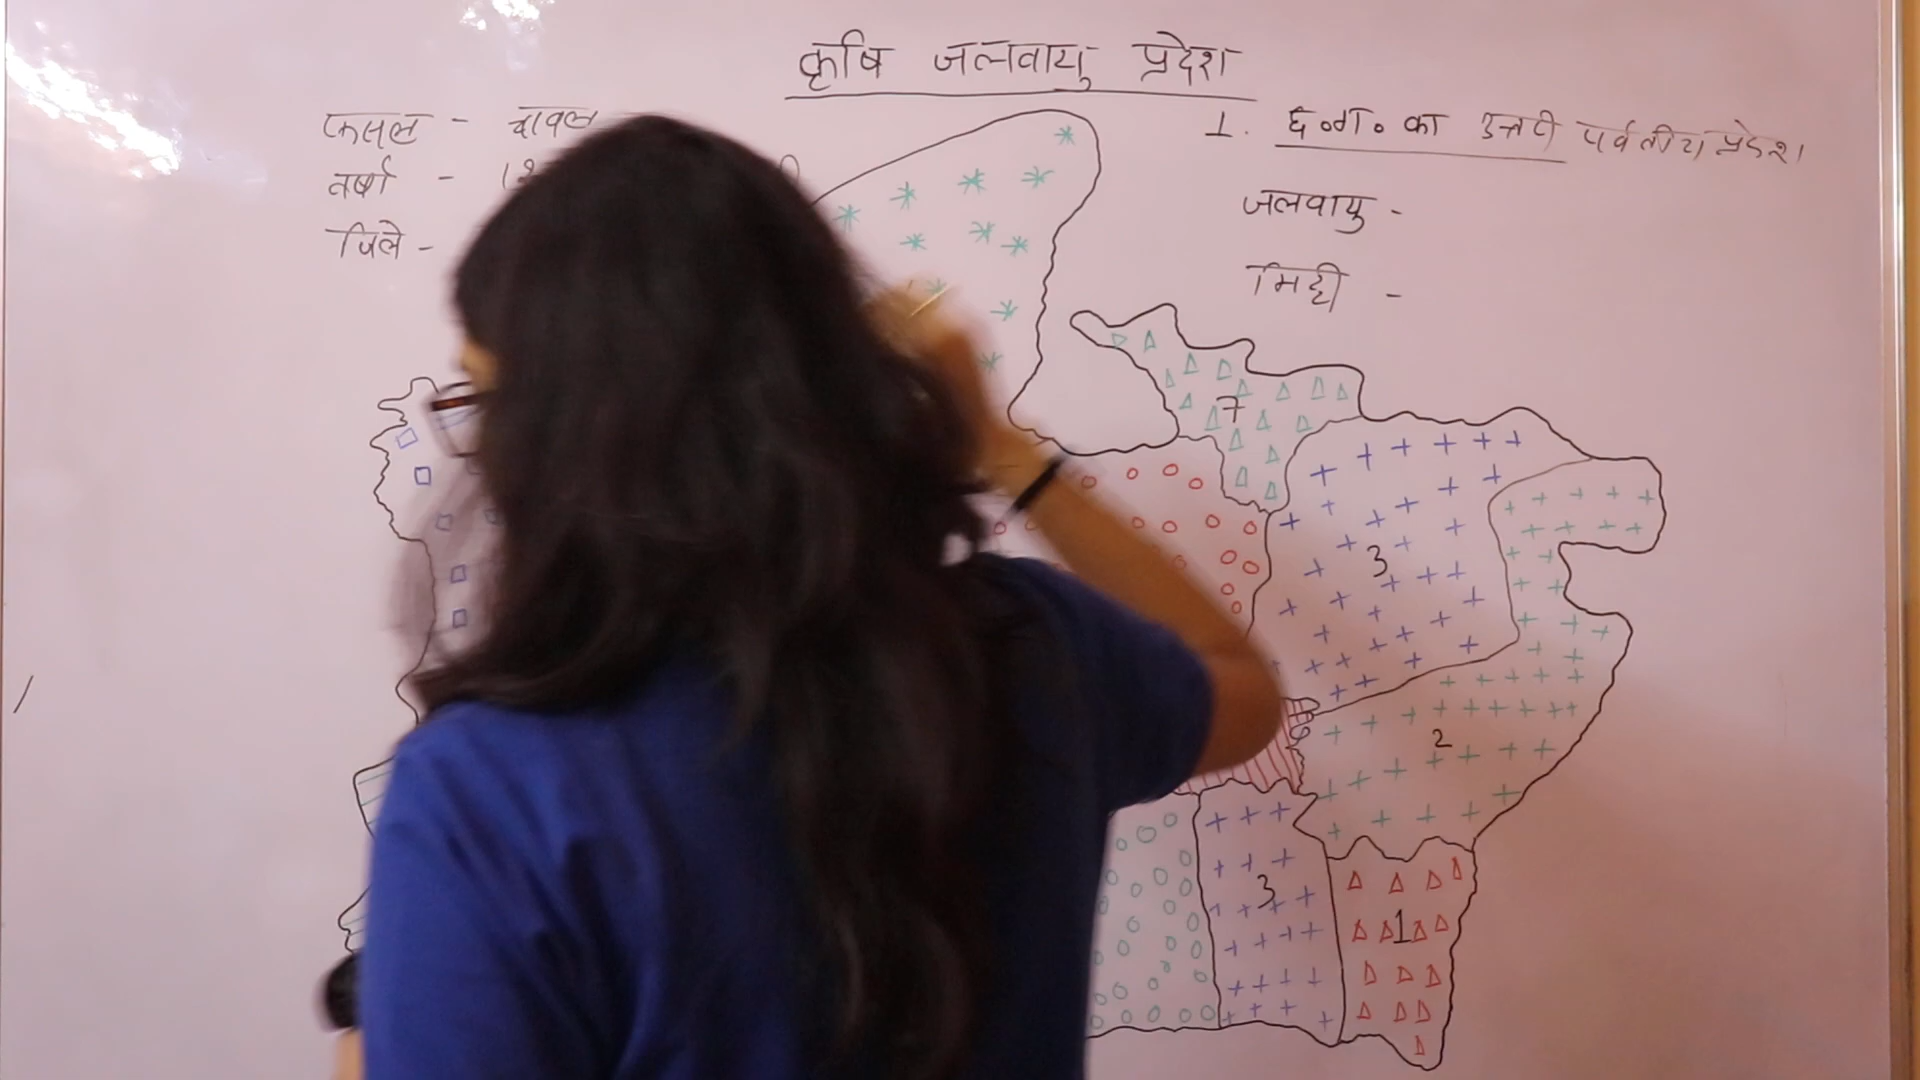 कृषि जलवायु प्रदेश
फसल - चावल
वर्षा -
जिले -
1. छ०ग० का उत्तरी पर्वतीय प्रदेश
जलवायु -
मिट्टी -
7
3
2
3
1